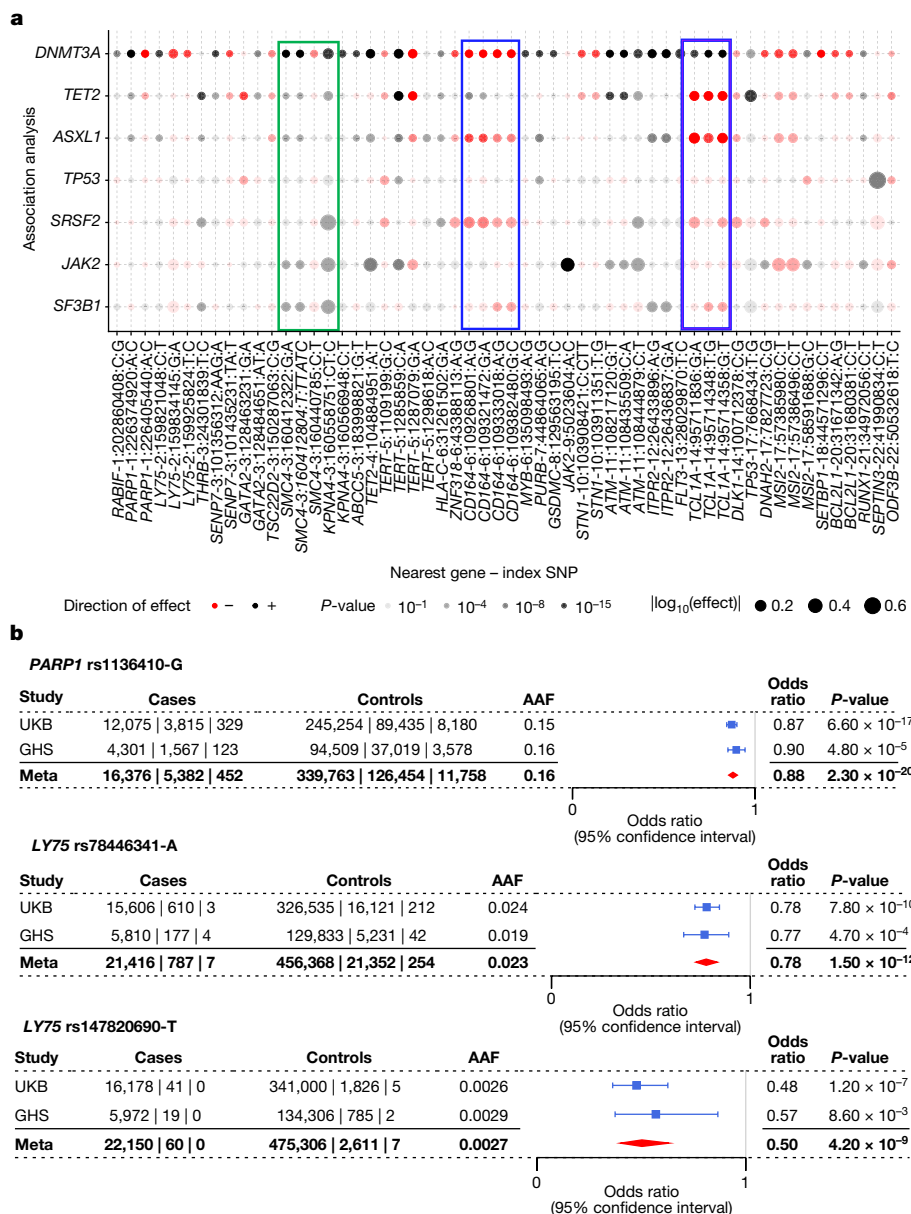 a
Association analysis
DNMT3A
TET2
ASXL1
TP53
SRSF2
JAK2
SF3B1
RABIF-1:202860408:C:G
PARP1-1:226371920:A:C
PARP1-1:226405440:A:C
LY75-2:159821048:C:T
LY75-2:159834145:G:A
LY75-2:159925824:T:C
THRB-3:24301839:T:C
SENP7-3:101356312:AAG:A
SENP7-3:101435231:TA:T
GATA2-3:128463231:G:A
GATA2-3:128486451:AT:A
TSC22D2-3:150287063:C:G
SMC4-3:160412322:G:A
SMC4-3:160412804:T:TTATC
SMC4-3:160440785:C:T
KPNA4-3:160558751:CT:C
KPNA4-3:160569948:C:T
ABCC5-3:183998821:G:T
TET2-4:104884951:A:T
TERT-5:1109199:G:C
TERT-5:1285859:C:A
TERT-5:1287079:G:A
TERT-5:1298618:A:C
HLA-C-6:31261502:G:A
ZNF318-6:43388113:A:G
CD164-6:109268801:A:G
CD164-6:109321472:G:A
CD164-6:109333018:A:G
CD164-6:109382480:G:C
MYB-6:135098493:A:G
PURB-7:44864065:A:G
GSDMC-8:129563195:T:C
JAK2-9:5023604:A:C
STN1-10:103908421:C:CTT
STN1-10:103911351:T:G
ATM-11:108217120:G:T
ATM-11:108435509:C:A
ATM-11:108444879:T:C
ITPR2-12:26433896:A:G
ITPR2-12:26436837:G:A
FLT3-13:28029870:T:C
TCL1A-14:95711836:G:A
TCL1A-14:95714348:T:G
TCL1A-14:95714358:G:T
DLK1-14:100712378:C:G
TP53-17:7668434:T:G
DNAH2-17:7827723:C:G
MSI2-17:57385980:C:T
MSI2-17:57386496:C:T
MSI2-17:58591688:G:C
SETBP1-18:44571296:C:T
BCL2L1-20:31671342:A:G
BCL2L1-20:31680381:C:T
RUNX1-21:34972056:C:T
SEPTIN3-22:41990834:C:T
ODF3B-22:50532618:T:C
Nearest gene – index SNP
Direction of effect − + P-value 10⁻¹ 10⁻⁴ 10⁻⁸ 10⁻¹⁵ |log₁₀(effect)| 0.2 0.4 0.6
b
PARP1 rs1136410-G
Study Cases Controls AAF Odds ratio P-value
UKB 12,075 | 3,815 | 329 245,254 | 89,435 | 8,180 0.15 0.87 6.60 × 10⁻¹⁷
GHS 4,301 | 1,567 | 123 94,509 | 37,019 | 3,578 0.16 0.90 4.80 × 10⁻⁵
Meta 16,376 | 5,382 | 452 339,763 | 126,454 | 11,758 0.16 0.88 2.30 × 10⁻²⁰
0 1
Odds ratio
(95% confidence interval)
LY75 rs78446341-A
Study Cases Controls AAF Odds ratio P-value
UKB 15,606 | 610 | 3 326,535 | 16,121 | 212 0.024 0.78 7.80 × 10⁻¹⁰
GHS 5,810 | 177 | 4 129,833 | 5,231 | 42 0.019 0.77 4.70 × 10⁻⁴
Meta 21,416 | 787 | 7 456,368 | 21,352 | 254 0.023 0.78 1.50 × 10⁻¹²
0 1
Odds ratio
(95% confidence interval)
LY75 rs147820690-T
Study Cases Controls AAF Odds ratio P-value
UKB 16,178 | 41 | 0 341,000 | 1,826 | 5 0.0026 0.48 1.20 × 10⁻⁷
GHS 5,972 | 19 | 0 134,306 | 785 | 2 0.0029 0.57 8.60 × 10⁻³
Meta 22,150 | 60 | 0 475,306 | 2,611 | 7 0.0027 0.50 4.20 × 10⁻⁹
0 1
Odds ratio
(95% confidence interval)